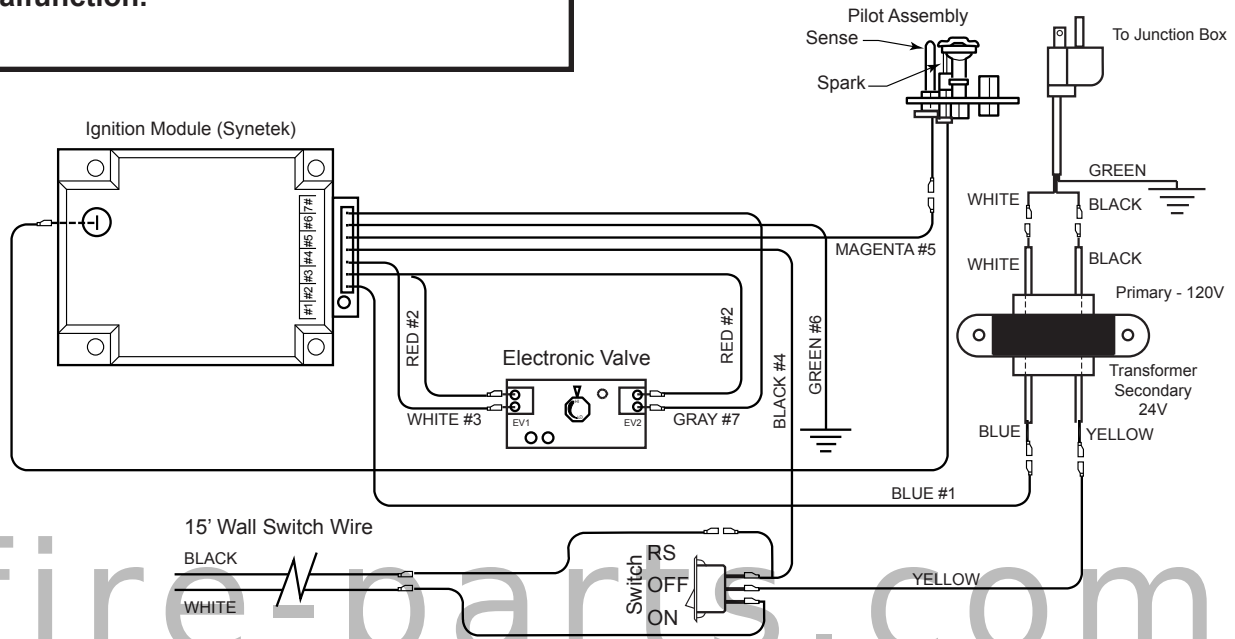 alfunction.
Pilot Assembly
Sense
Spark
To Junction Box
Ignition Module (Synetek)
#1 #2 #3 #4 #5 #6 7#
GREEN
WHITE
BLACK
MAGENTA #5
WHITE
BLACK
Primary - 120V
RED #2
RED #2
BLACK #4
GREEN #6
Electronic Valve
EV1
EV2
WHITE #3
GRAY #7
Transformer
Secondary
24V
BLUE
YELLOW
BLUE #1
15’ Wall Switch Wire
BLACK
WHITE
Switch
RS
OFF
ON
YELLOW
fire-parts.com